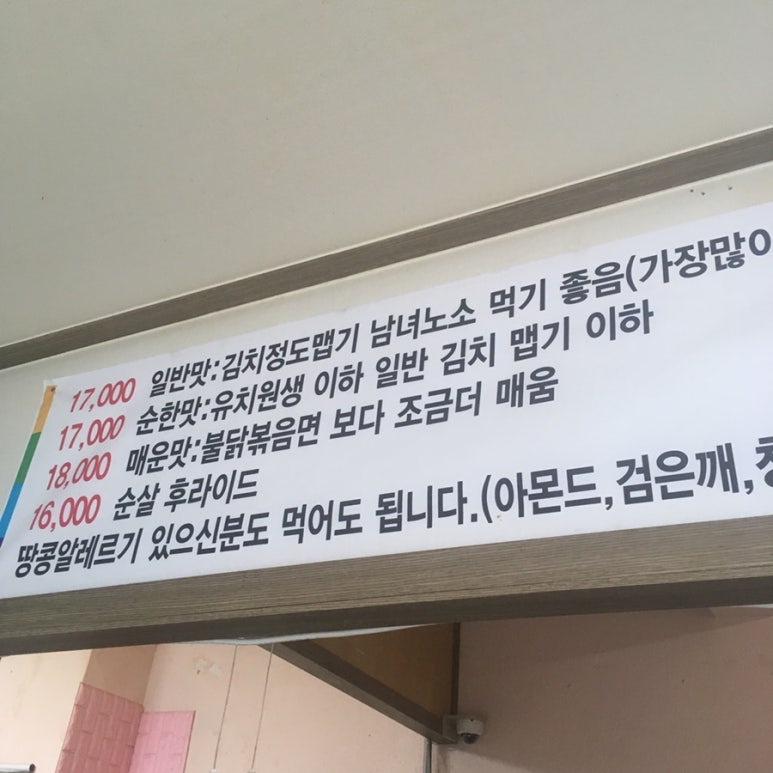 17,000 일반맛:김치정도맵기 남녀노소 먹기 좋음(가장많이
17,000 순한맛:유치원생 이하 일반 김치 맵기 이하
18,000 매운맛:불닭볶음면 보다 조금더 매움
16,000 순살 후라이드
땅콩알레르기 있으신분도 먹어도 됩니다.(아몬드,검은깨,